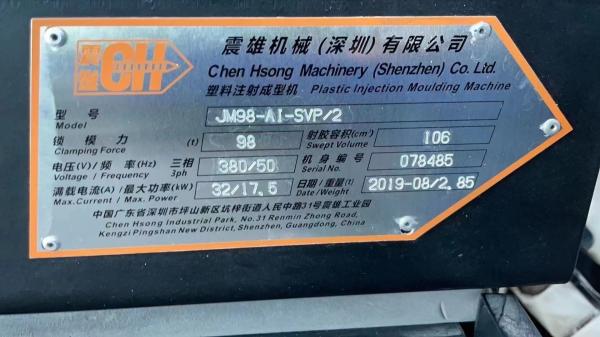 震雄 CH
震雄机械(深圳)有限公司
Chen Hsong Machinery (Shenzhen) Co. Ltd.
塑料注射成型机 Plastic Injection Moulding Machine
型号 Model JM98-AI-SVP/2
锁模力 (t) Clamping Force 98 射胶容积(cm³) Swept Volume 106
电压(V)/频率(Hz) 三相 Voltage / Frequency 3ph 380/50 机身编号 Serial No. 078485
满载电流(A)/最大功率(kW) Max.Current / Max. Power 32/17.5 日期/重量(t) Date / Weight 2019-08/2.85
中国广东省深圳市坪山新区坑梓街道人民中路31号震雄工业园
Chen Hsong Industrial Park, No.31 Renmin Zhong Road,
Kengzi Pingshan New District, Shenzhen, Guangdong, China